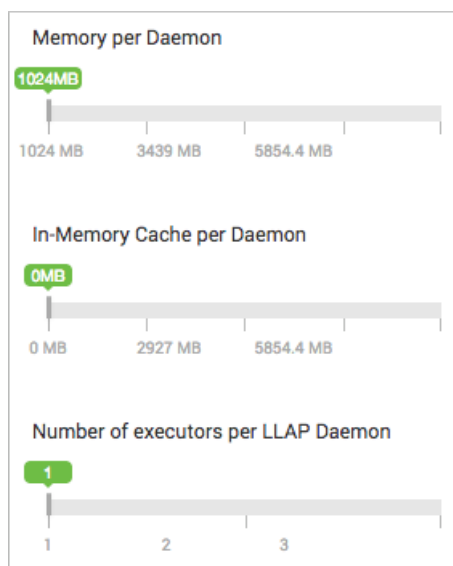 Memory per Daemon
1024MB
1024 MB 3439 MB 5854.4 MB
In-Memory Cache per Daemon
0MB
0 MB 2927 MB 5854.4 MB
Number of executors per LLAP Daemon
1
1 2 3